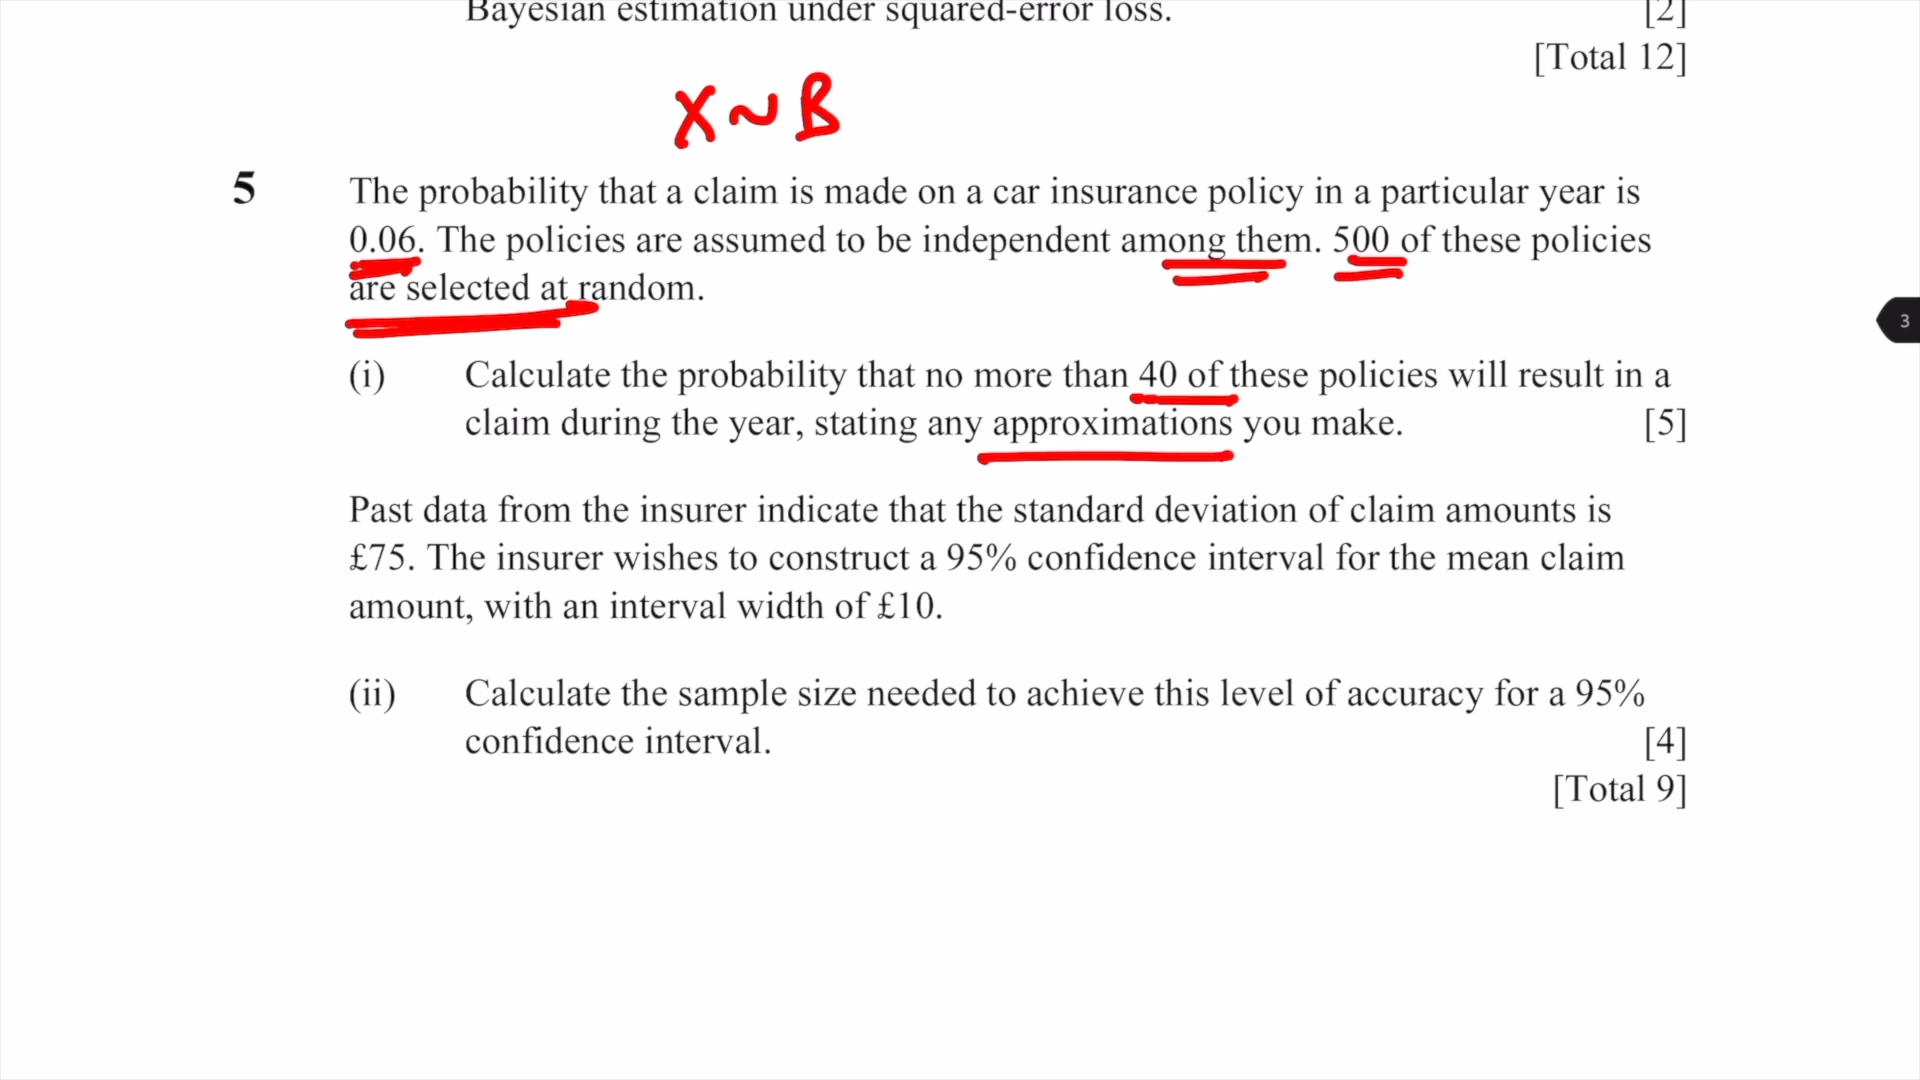 Bayesian estimation under squared-error loss. [2]
[Total 12]
X ~ B
5 The probability that a claim is made on a car insurance policy in a particular year is
0.06. The policies are assumed to be independent among them. 500 of these policies
are selected at random.
(i) Calculate the probability that no more than 40 of these policies will result in a
claim during the year, stating any approximations you make. [5]
3
Past data from the insurer indicate that the standard deviation of claim amounts is
£75. The insurer wishes to construct a 95% confidence interval for the mean claim
amount, with an interval width of £10.
(ii) Calculate the sample size needed to achieve this level of accuracy for a 95%
confidence interval. [4]
[Total 9]